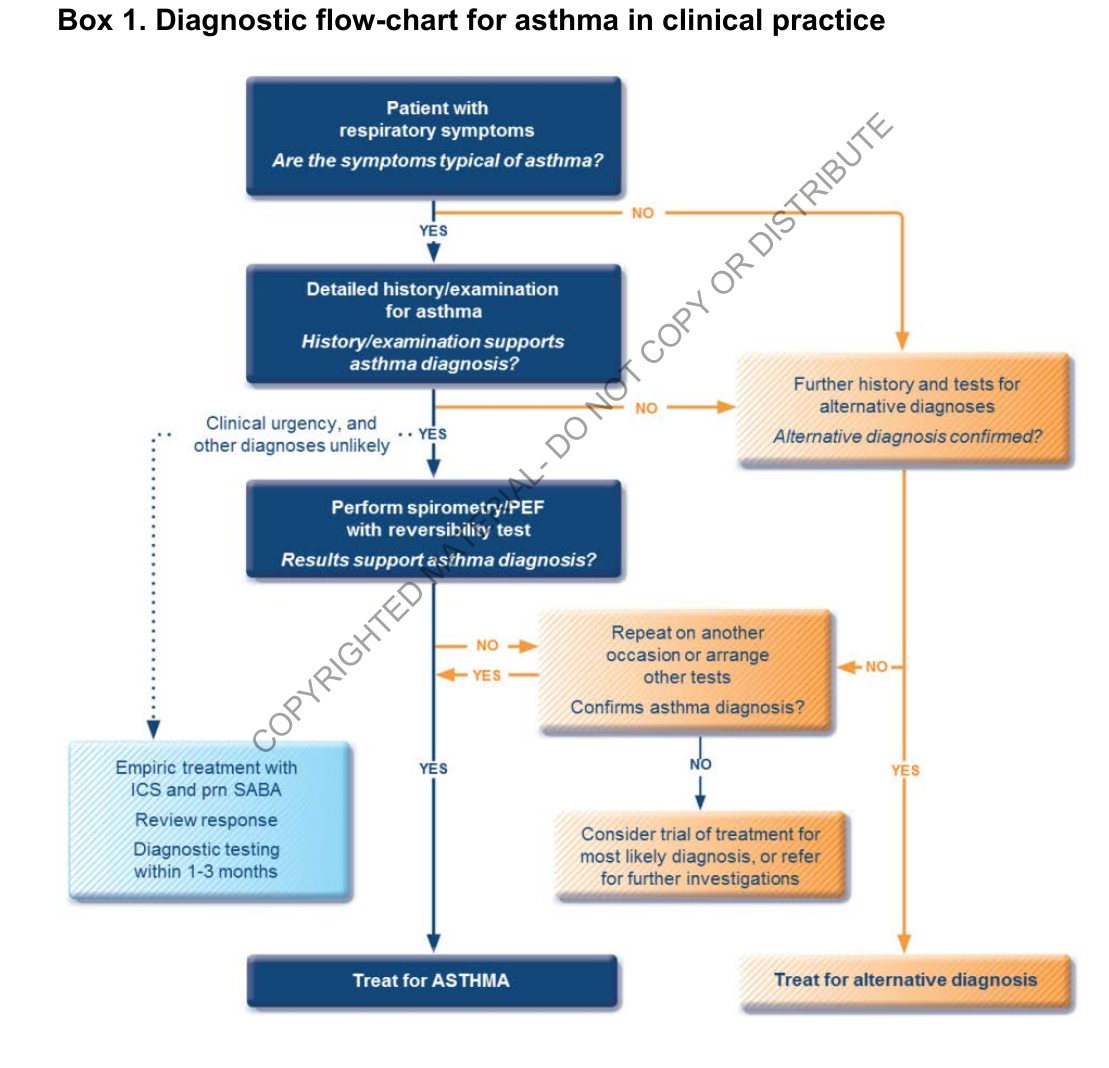 Box 1. Diagnostic flow-chart for asthma in clinical practice
Patient with
respiratory symptoms
Are the symptoms typical of asthma?
NO
YES
Detailed history/examination
for asthma
History/examination supports
asthma diagnosis?
Further history and tests for
alternative diagnoses
Alternative diagnosis confirmed?
NO
Clinical urgency, and
other diagnoses unlikely
YES
Perform spirometry/PEF
with reversibility test
Results support asthma diagnosis?
Repeat on another
occasion or arrange
other tests
Confirms asthma diagnosis?
NO
YES
NO
Empiric treatment with
ICS and prn SABA
Review response
Diagnostic testing
within 1-3 months
YES
NO
YES
Consider trial of treatment for
most likely diagnosis, or refer
for further investigations
Treat for ASTHMA
Treat for alternative diagnosis
COPYRIGHTED MATERIAL- DO NOT COPY OR DISTRIBUTE